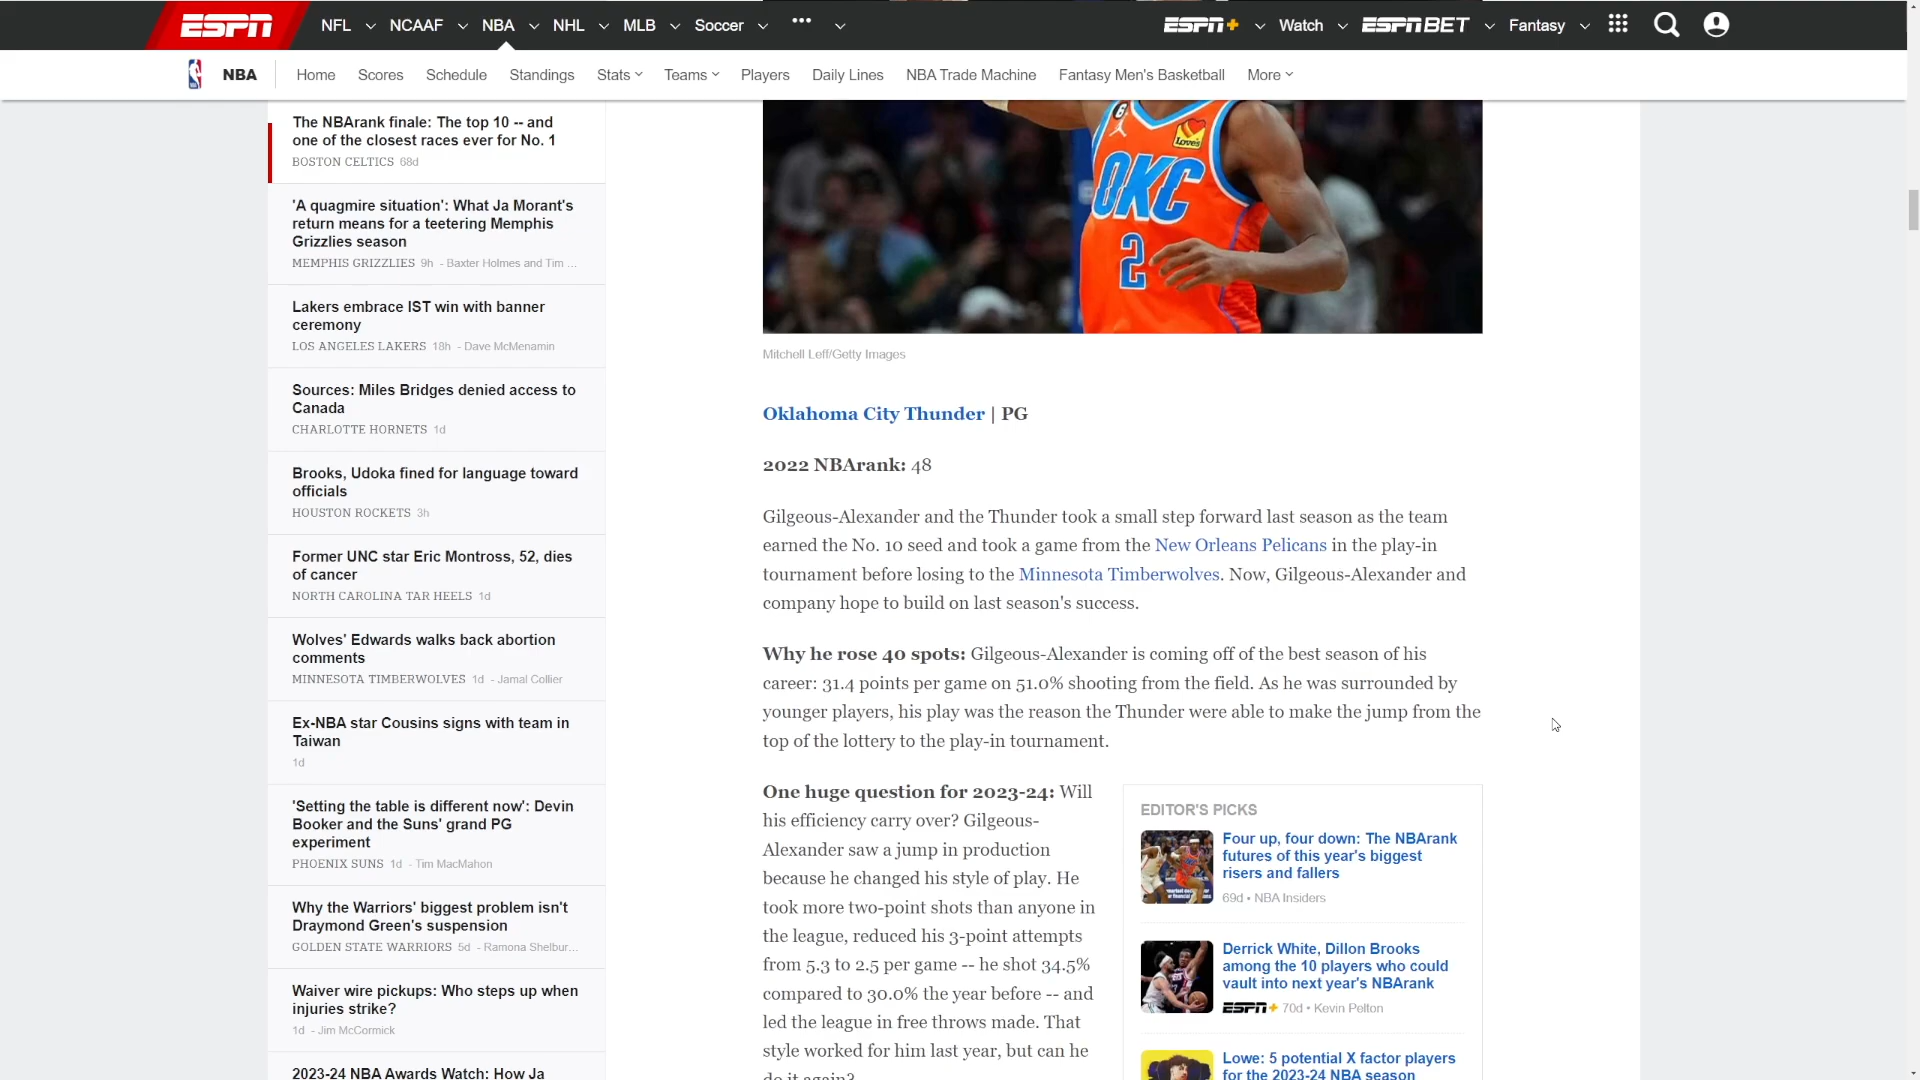 ESPN NFL NCAAF NBA NHL MLB Soccer ••• ESPN+ Watch ESPN BET Fantasy
NBA Home Scores Schedule Standings Stats Teams Players Daily Lines NBA Trade Machine Fantasy Men's Basketball More
The NBArank finale: The top 10 -- and
one of the closest races ever for No. 1
BOSTON CELTICS 68d
'A quagmire situation': What Ja Morant's
return means for a teetering Memphis
Grizzlies season
MEMPHIS GRIZZLIES 9h - Baxter Holmes and Tim ...
Lakers embrace IST win with banner
ceremony
LOS ANGELES LAKERS 18h - Dave McMenamin
Sources: Miles Bridges denied access to
Canada
CHARLOTTE HORNETS 1d
Brooks, Udoka fined for language toward
officials
HOUSTON ROCKETS 3h
Former UNC star Eric Montross, 52, dies
of cancer
NORTH CAROLINA TAR HEELS 1d
Wolves' Edwards walks back abortion
comments
MINNESOTA TIMBERWOLVES 1d - Jamal Collier
Ex-NBA star Cousins signs with team in
Taiwan
1d
'Setting the table is different now': Devin
Booker and the Suns' grand PG
experiment
PHOENIX SUNS 1d - Tim MacMahon
Why the Warriors' biggest problem isn't
Draymond Green's suspension
GOLDEN STATE WARRIORS 5d - Ramona Shelbur...
Waiver wire pickups: Who steps up when
injuries strike?
1d - Jim McCormick
2023-24 NBA Awards Watch: How Ja
6
Love's
OKC
2
Mitchell Leff/Getty Images
Oklahoma City Thunder | PG
2022 NBArank: 48
Gilgeous-Alexander and the Thunder took a small step forward last season as the team
earned the No. 10 seed and took a game from the New Orleans Pelicans in the play-in
tournament before losing to the Minnesota Timberwolves. Now, Gilgeous-Alexander and
company hope to build on last season's success.
Why he rose 40 spots: Gilgeous-Alexander is coming off of the best season of his
career: 31.4 points per game on 51.0% shooting from the field. As he was surrounded by
younger players, his play was the reason the Thunder were able to make the jump from the
top of the lottery to the play-in tournament.
One huge question for 2023-24: Will
his efficiency carry over? Gilgeous-
Alexander saw a jump in production
because he changed his style of play. He
took more two-point shots than anyone in
the league, reduced his 3-point attempts
from 5.3 to 2.5 per game -- he shot 34.5%
compared to 30.0% the year before -- and
led the league in free throws made. That
style worked for him last year, but can he
do it again?
EDITOR'S PICKS
Four up, four down: The NBArank
futures of this year's biggest
risers and fallers
69d • NBA Insiders
Derrick White, Dillon Brooks
among the 10 players who could
vault into next year's NBArank
ESPN+ 70d • Kevin Pelton
Lowe: 5 potential X factor players
for the 2023-24 NBA season